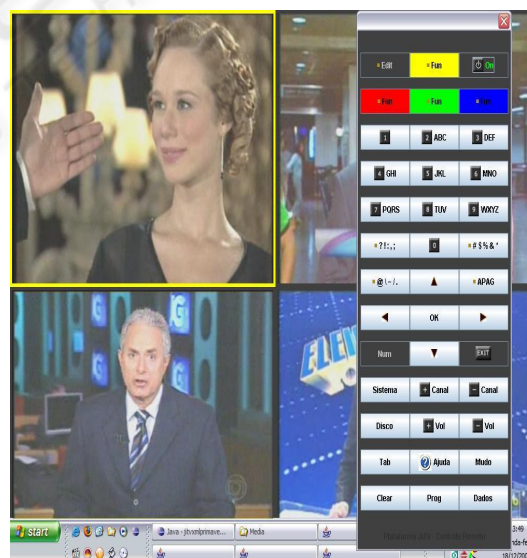 Edit Fun On
Fun Fun
1 2 ABC 3 DEF
4 GHI 5 JKL 6 MNO
7 PQRS 8 TUV 9 WXYZ
?!:,; 0 #$%&*
APAG
OK
Num EXIT
Sistema + Canal - Canal
Disco + Vol - Vol
Tab Ajuda Mudo
Clear Prog Dados
ELEI
start Java - jitvxmlprimave... Media